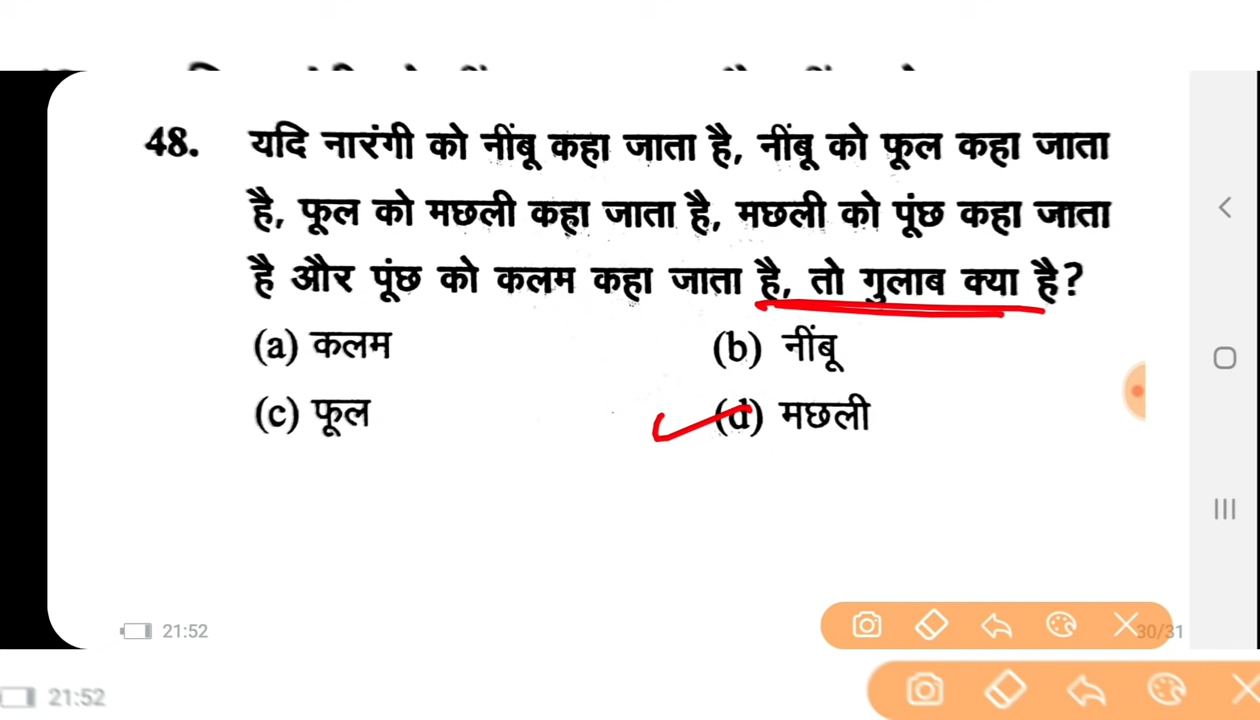 48. यदि नारंगी को नींबू कहा जाता है, नींबू को फूल कहा जाता
है, फूल को मछली कहा जाता है, मछली को पूंछ कहा जाता
है और पूंछ को कलम कहा जाता है, तो गुलाब क्या है?
(a) कलम (b) नींबू
(c) फूल (d) मछली
21:52 30/31
21:52